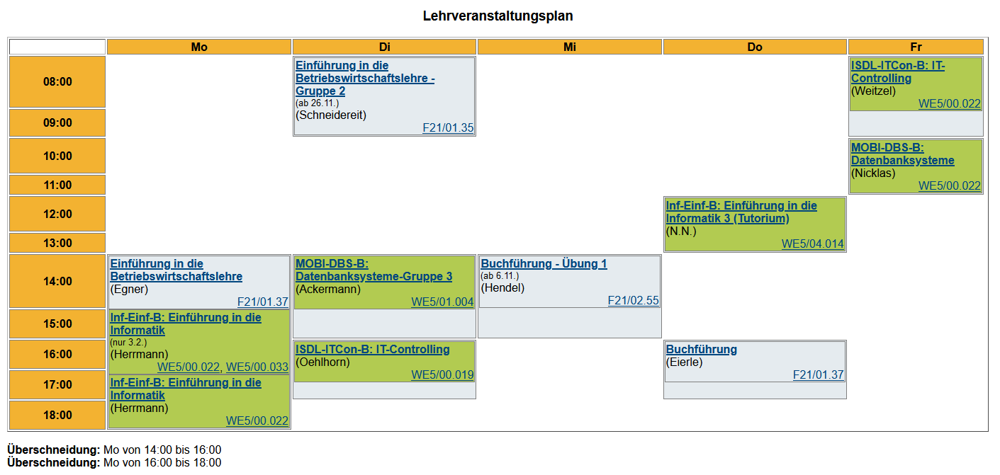 Lehrveranstaltungsplan
Mo Di Mi Do Fr
08:00
Einführung in die
Betriebswirtschaftslehre -
Gruppe 2
(ab 26.11.)
(Schneidereit)
F21/01.35
ISDL-ITCon-B: IT-
Controlling
(Weitzel)
WE5/00.022
09:00
10:00
MOBI-DBS-B:
Datenbanksysteme
(Nicklas)
WE5/00.022
11:00
12:00
Inf-Einf-B: Einführung in die
Informatik 3 (Tutorium)
(N.N.)
WE5/04.014
13:00
14:00
Einführung in die
Betriebswirtschaftslehre
(Egner)
F21/01.37
MOBI-DBS-B:
Datenbanksysteme-Gruppe 3
(Ackermann)
WE5/01.004
Buchführung - Übung 1
(ab 6.11.)
(Hendel)
F21/02.55
15:00
Inf-Einf-B: Einführung in die
Informatik
(nur 3.2.)
(Herrmann)
WE5/00.022, WE5/00.033
16:00
ISDL-ITCon-B: IT-Controlling
(Oehlhorn)
WE5/00.019
Buchführung
(Eierle)
F21/01.37
17:00
Inf-Einf-B: Einführung in die
Informatik
(Herrmann)
WE5/00.022
18:00
Überschneidung: Mo von 14:00 bis 16:00
Überschneidung: Mo von 16:00 bis 18:00